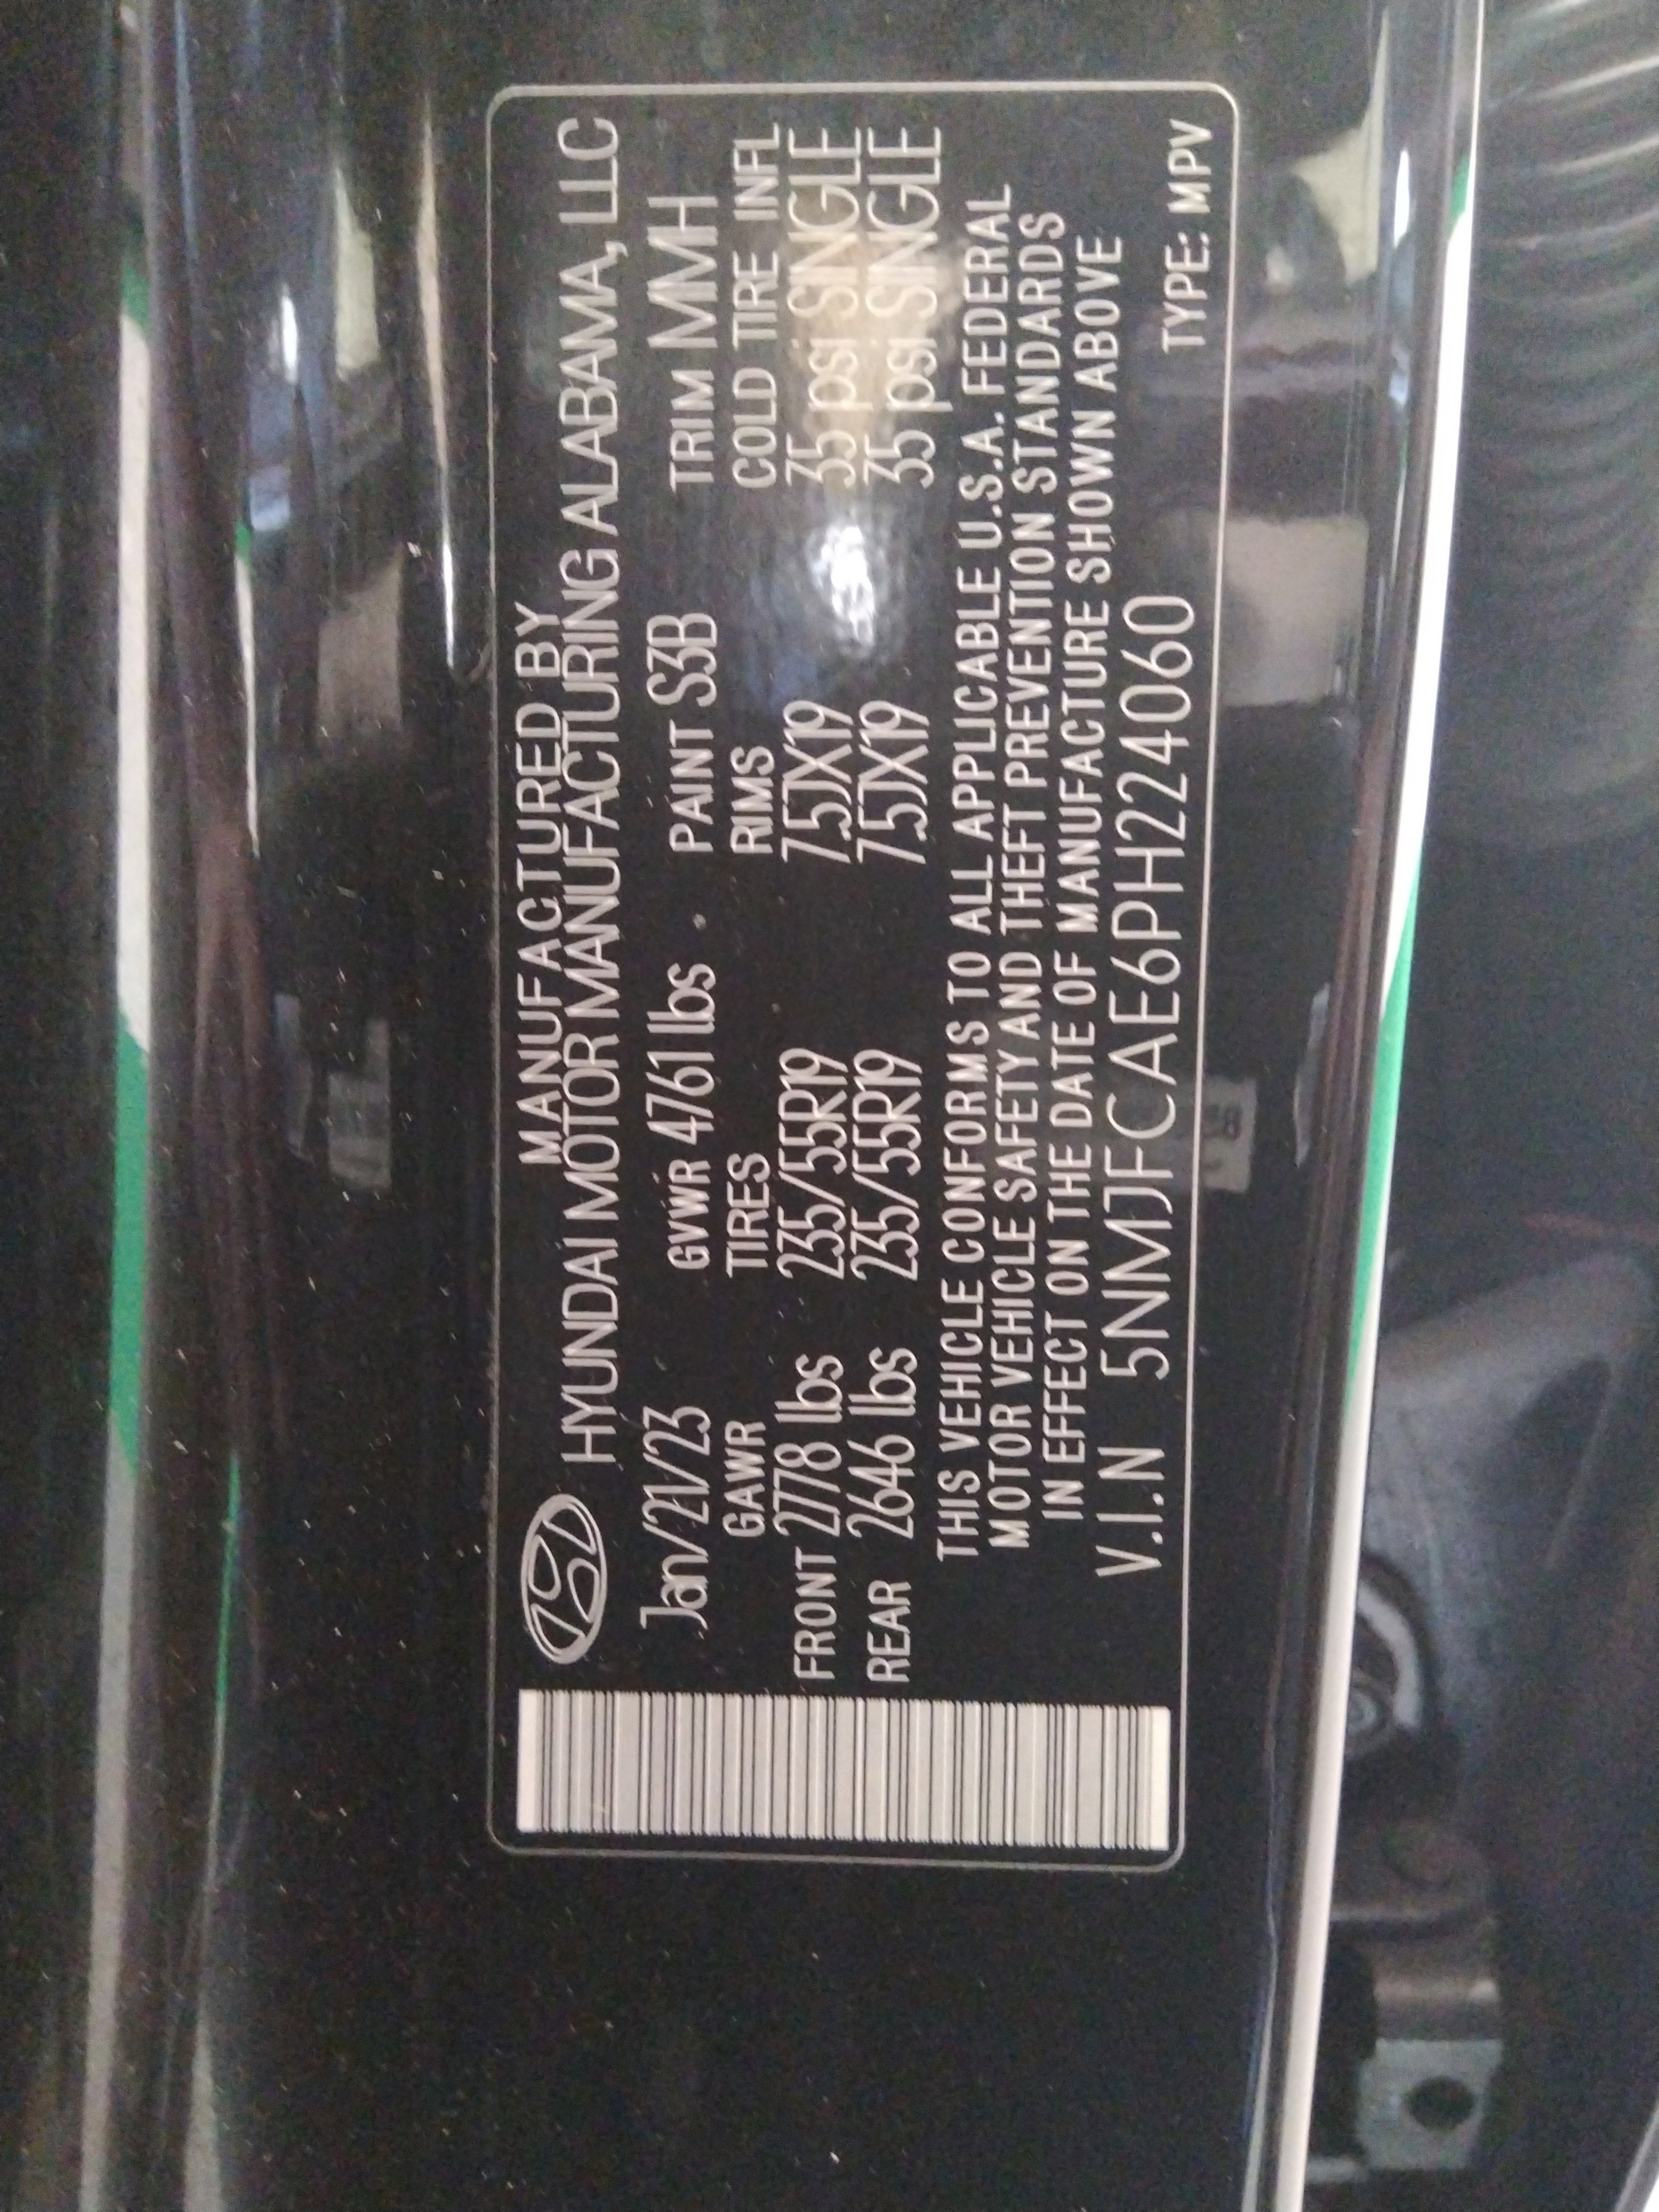 MANUFACTURED BY
HYUNDAI MOTOR MANUFACTURING ALABAMA, LLC
Jan/21/23 GVWR 4761 lbs PAINT S3B TRIM MMH
GAWR TIRES RIMS COLD TIRE INFL
FRONT 2778 lbs 235/55R19 7.5JX19 35 psi SINGLE
REAR 2646 lbs 235/55R19 7.5JX19 35 psi SINGLE
THIS VEHICLE CONFORMS TO ALL APPLICABLE U.S.A. FEDERAL
MOTOR VEHICLE SAFETY AND THEFT PREVENTION STANDARDS
IN EFFECT ON THE DATE OF MANUFACTURE SHOWN ABOVE
V.I.N 5NMJFCAE6PH224060
TYPE: MPV